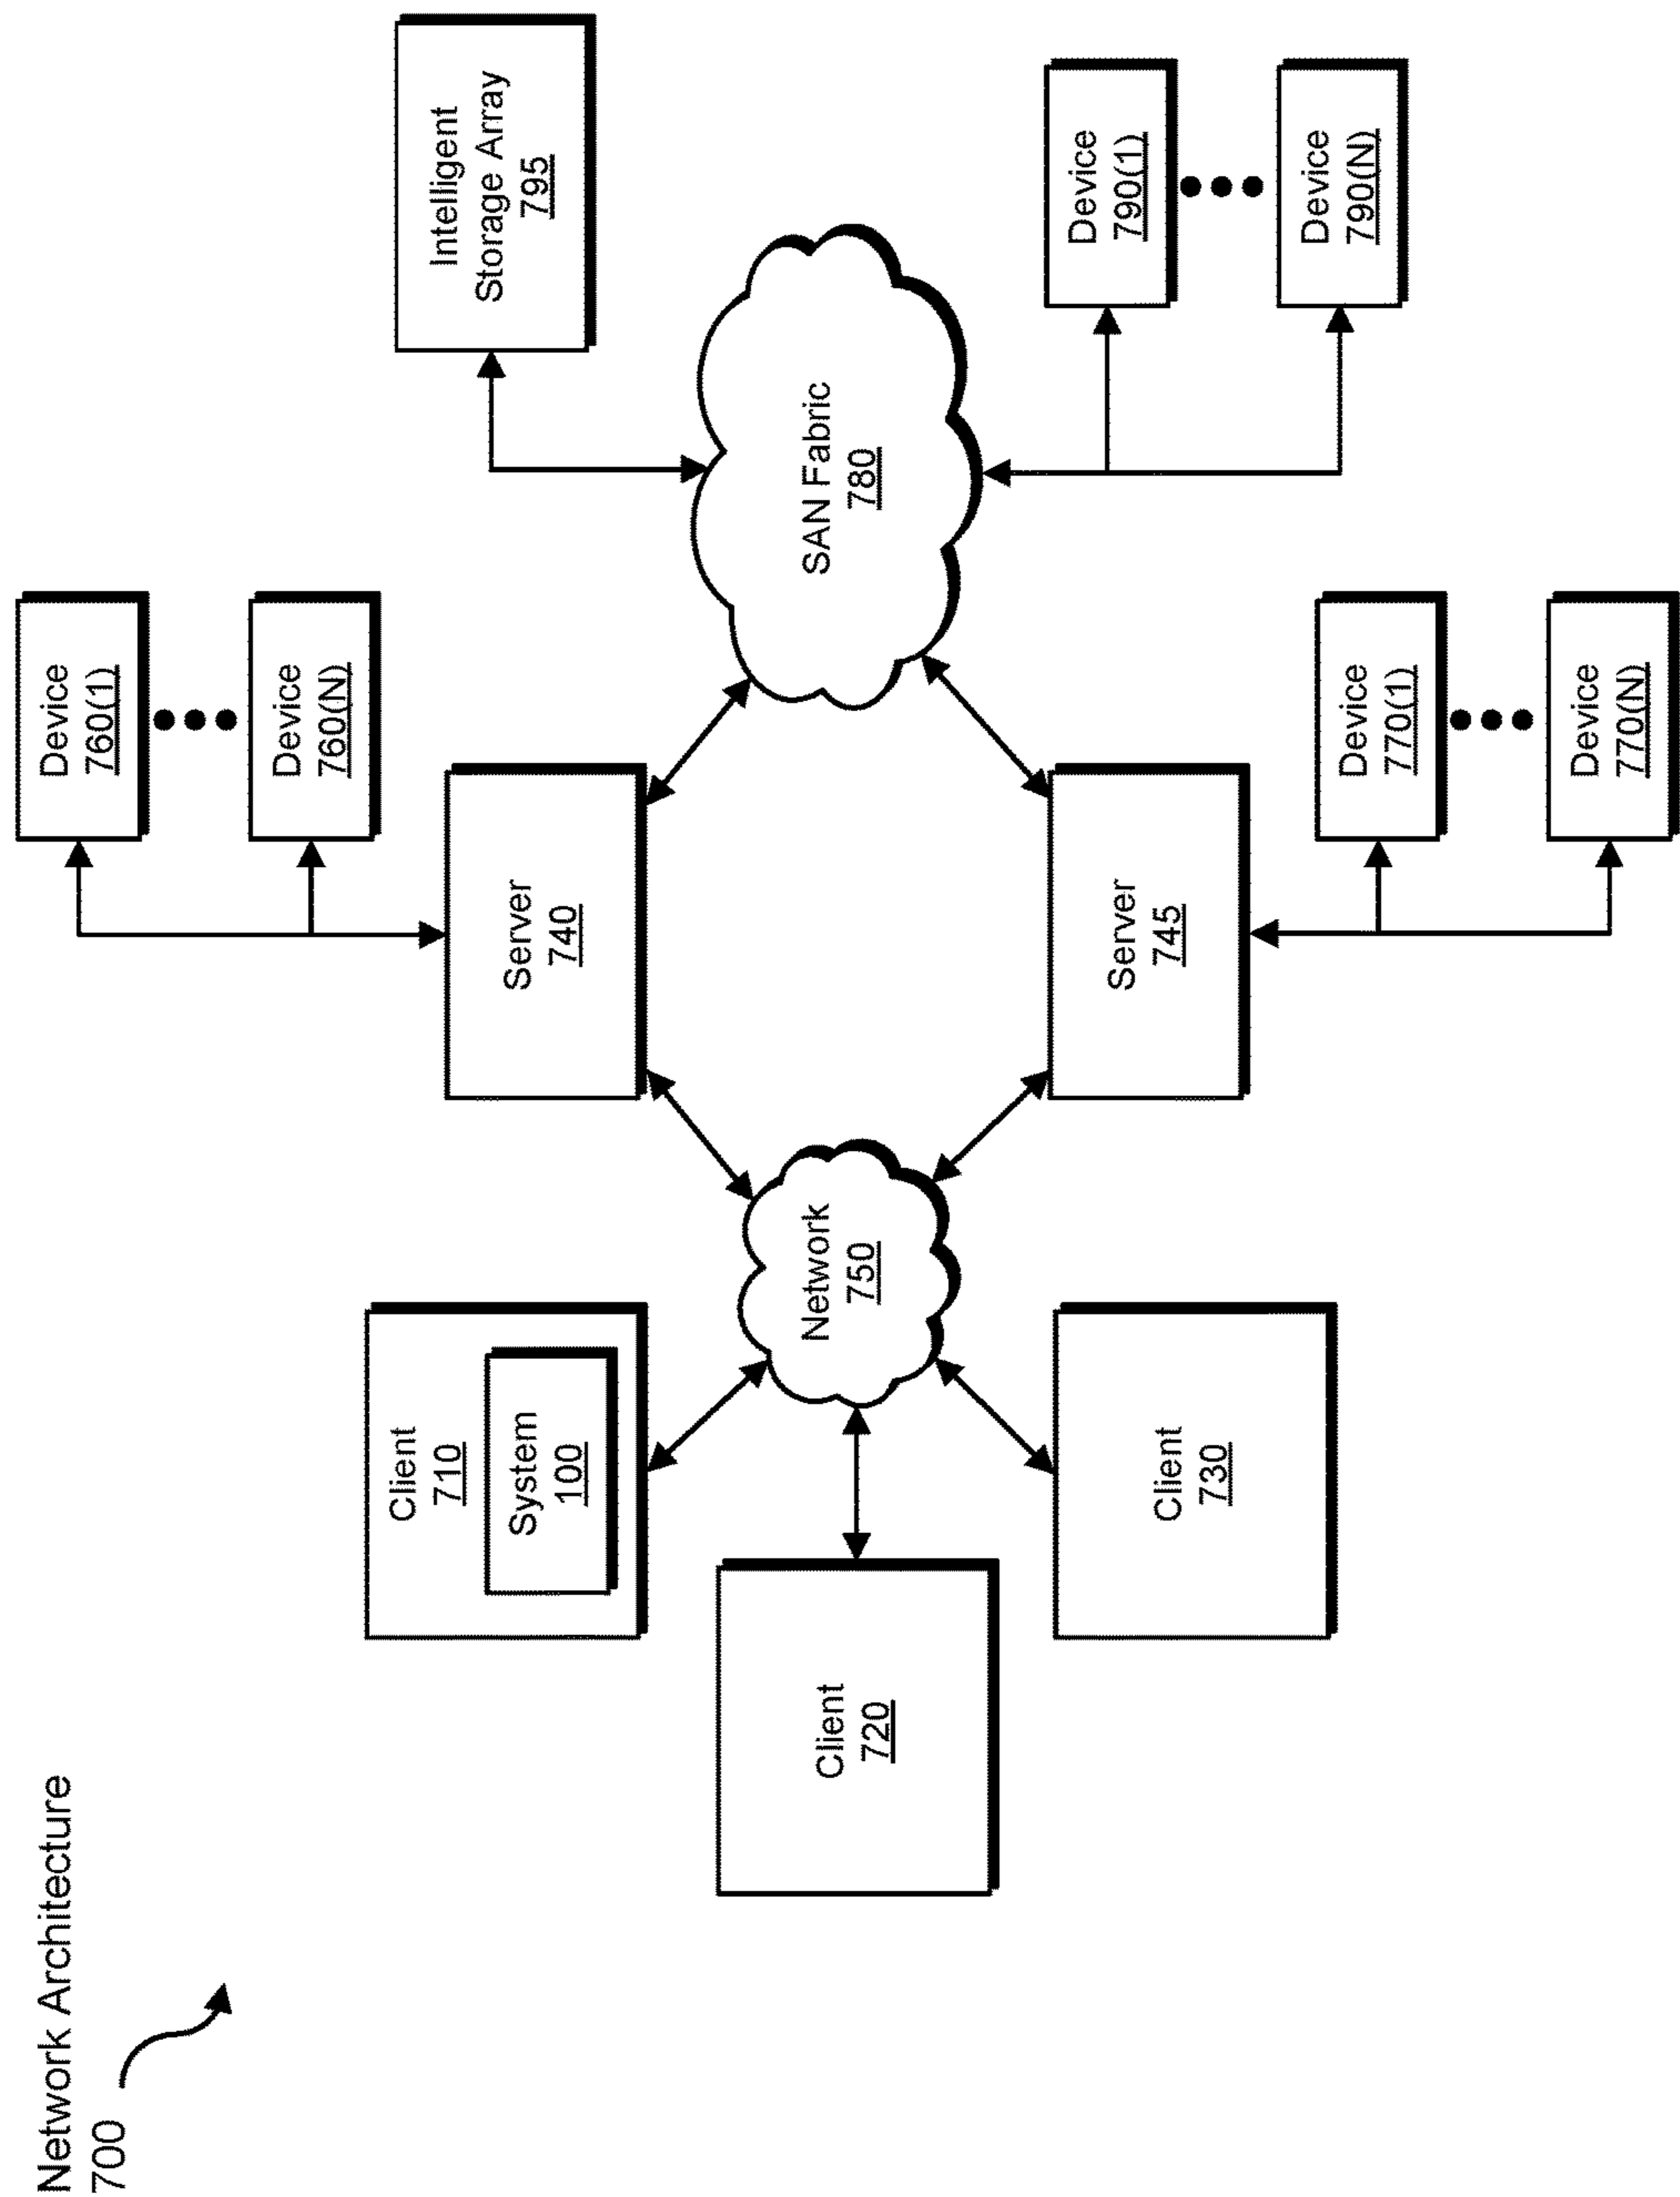 Network Architecture
700
Client
710
System
100
Client
720
Client
730
Network
750
Server
740
Server
745
Device
760(1)
Device
760(N)
Device
770(1)
Device
770(N)
SAN Fabric
780
Intelligent
Storage Array
795
Device
790(1)
Device
790(N)